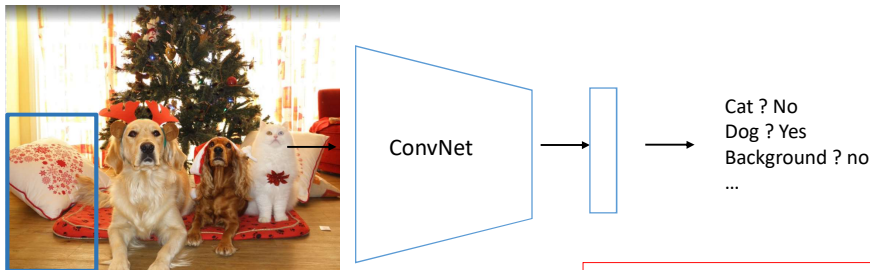 ConvNet
Cat ? No
Dog ? Yes
Background ? no
...